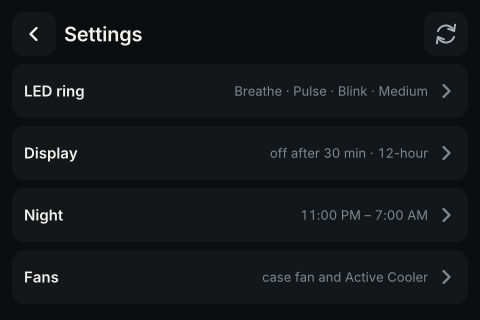 Settings
LED ring
Breathe · Pulse · Blink · Medium
Display
off after 30 min · 12-hour
Night
11:00 PM – 7:00 AM
Fans
case fan and Active Cooler